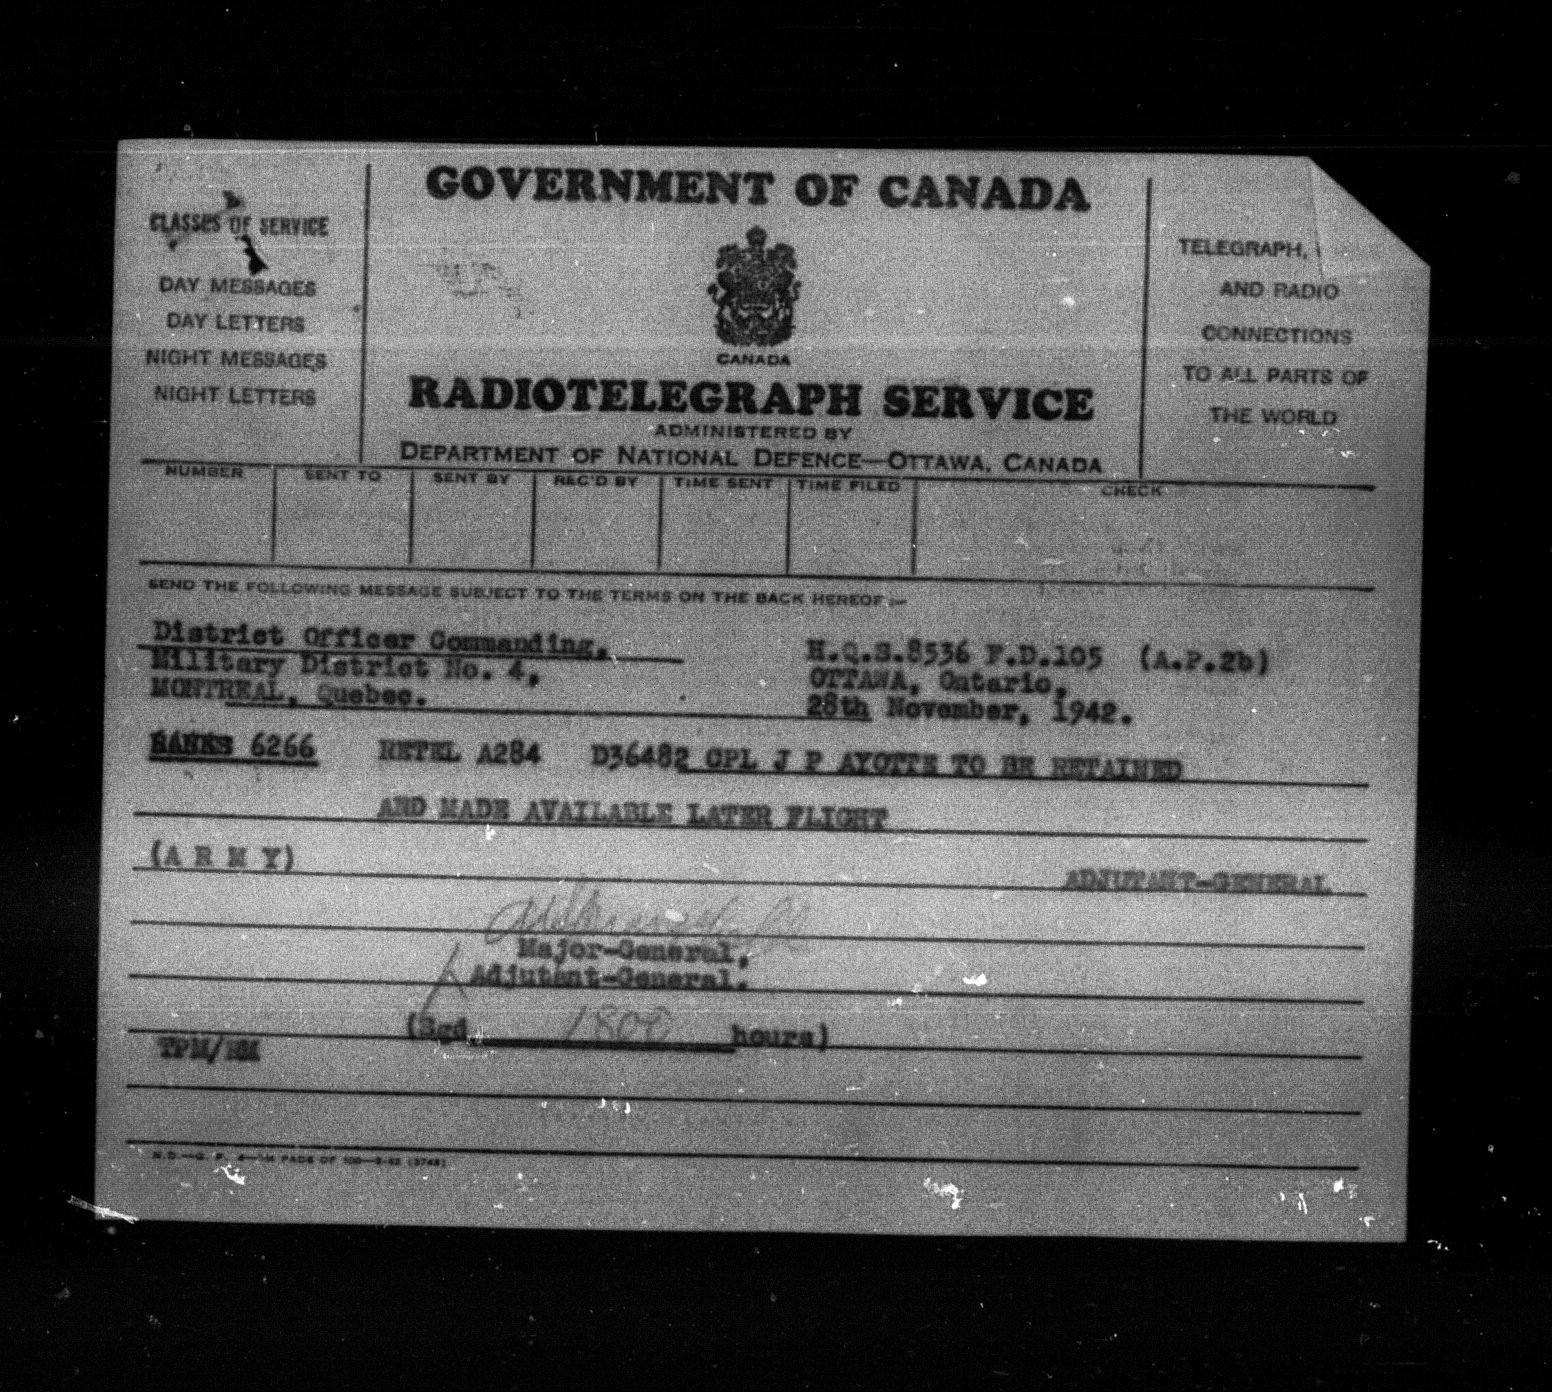 GOVERNMENT OF CANADA
CLASSES OF SERVICE
DAY MESSAGES
DAY LETTERS
NIGHT MESSAGES
NIGHT LETTERS
CANADA
RADIOTELEGRAPH SERVICE
ADMINISTERED BY
DEPARTMENT OF NATIONAL DEFENCE—OTTAWA, CANADA
TELEGRAPH,
AND RADIO
CONNECTIONS
TO ALL PARTS OF
THE WORLD
NUMBER SENT TO SENT BY REC'D BY TIME SENT TIME FILED CHECK
SEND THE FOLLOWING MESSAGE SUBJECT TO THE TERMS ON THE BACK HEREOF :—
District Officer Commanding,
Military District No. 4,
MONTREAL, Quebec.
H.Q.S.8536 F.D.105 (A.P.2b)
OTTAWA, Ontario,
28th November, 1942.
BANKS 6266 RETEL A284 D36482 CPL J P AYOTTE TO BE RETAINED
AND MADE AVAILABLE LATER FLIGHT
(A R M Y)
ADJUTANT-GENERAL
Major-General,
Adjutant-General.
(Sgd 1800 hours)